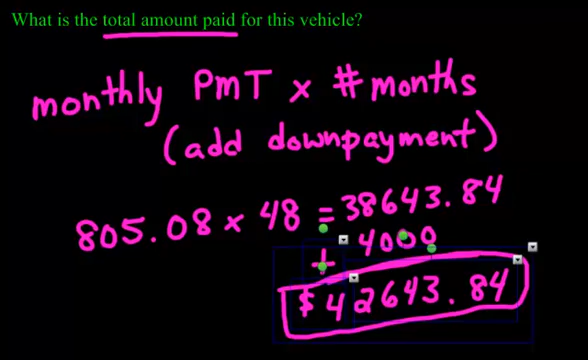 What is the total amount paid for this vehicle?
monthly PmT x # months
(add downpayment)
805.08 x 48 = 38643.84
+ 4000
$42643.84